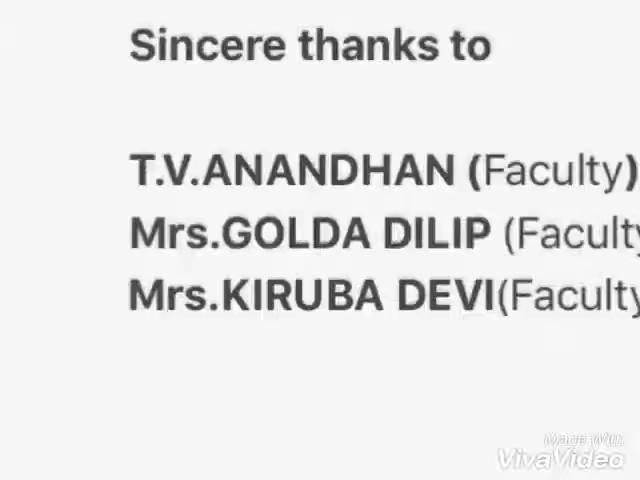 Sincere thanks to
T.V.ANANDHAN (Faculty)
Mrs.GOLDA DILIP (Faculty
Mrs.KIRUBA DEVI(Faculty
Made With
VivaVideo